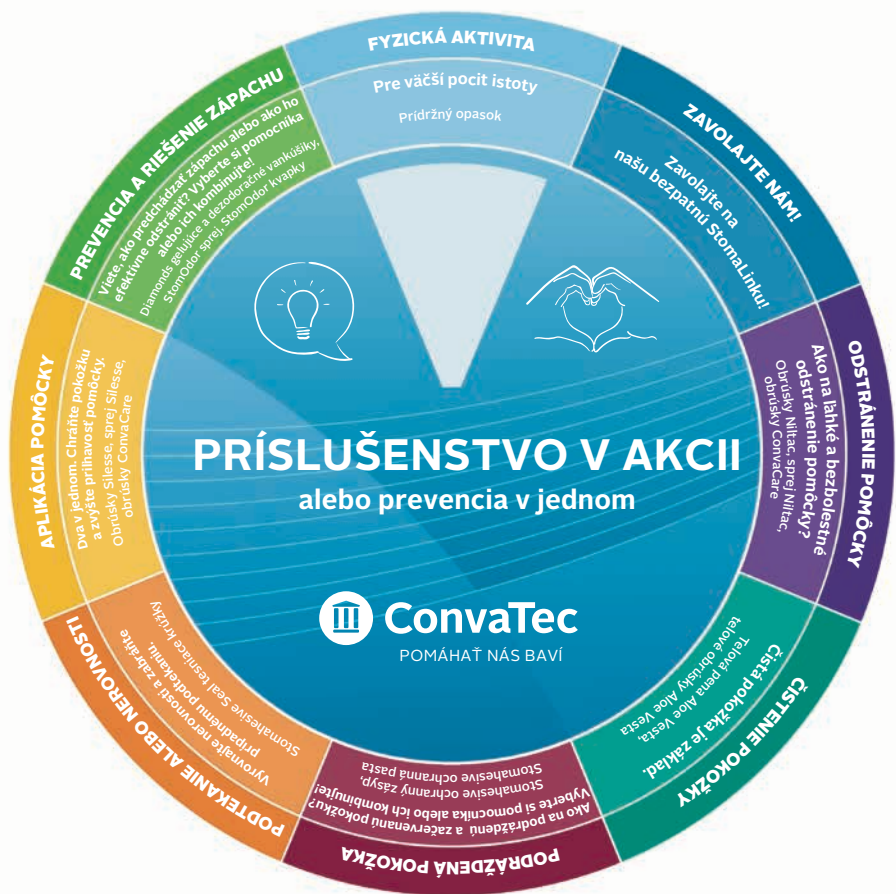 FYZICKÁ AKTIVITA
Pre väčší pocit istoty
Prídržný opasok
ZAVOLAJTE NÁM!
Zavolajte na
našu bezpatnú StomaLinku!
ODSTRÁNENIE POMÔCKY
Ako na ľahké a bezbolestné
odstránenie pomôcky?
Obrúsky Niltac, sprej Niltac,
obrúsky ConvaCare
ČISTENIE POKOŽKY
Čistá pokožka je základ.
Telová pena Aloe Vesta,
telové obrúsky Aloe Vesta
PODRÁŽDENÁ POKOŽKA
Ako na podráždenú a začervenanú pokožku?
Vyberte si pomocníka alebo ich kombinujte!
Stomahesive ochranný zásyp,
Stomahesive ochranná pasta
PODTEKANIE ALEBO NEROVNOSTI
Vyrovnajte nerovnosti a zabráňte
prípadnému podtekaniu.
Stomahesive Seal tesniace krúžky
APLIKÁCIA POMÔCKY
Dva v jednom. Chráňte pokožku
a zvýšte priľnavosť pomôcky.
Obrúsky Silesse, sprej Silesse,
obrúsky ConvaCare
PREVENCIA A RIEŠENIE ZÁPACHU
Viete, ako predchádzať zápachu alebo ako ho
efektívne odstrániť? Vyberte si pomocníka
alebo ich kombinujte!
Diamonds gelujúce a dezodoračné vankúšiky,
StomOdor sprej, StomOdor kvapky
PRÍSLUŠENSTVO V AKCII
alebo prevencia v jednom
ConvaTec
POMÁHAŤ NÁS BAVÍ